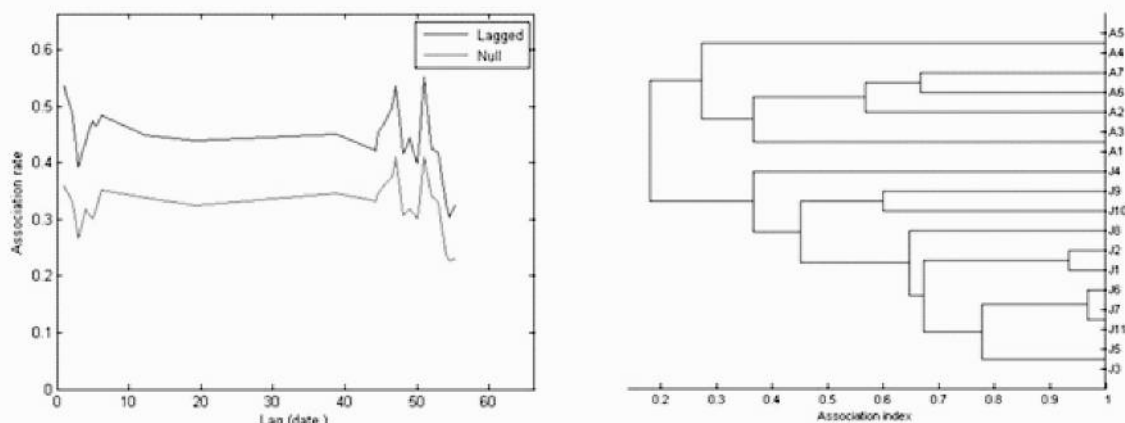 Lagged
Null
Association rate
0.6
0.5
0.4
0.3
0.2
0.1
0
0 10 20 30 40 50 60
Lag (date )
A5
A4
A7
A6
A2
A3
A1
J4
J9
J10
J8
J2
J1
J6
J7
J11
J5
J3
0.2 0.3 0.4 0.5 0.6 0.7 0.8 0.9 1
Association index